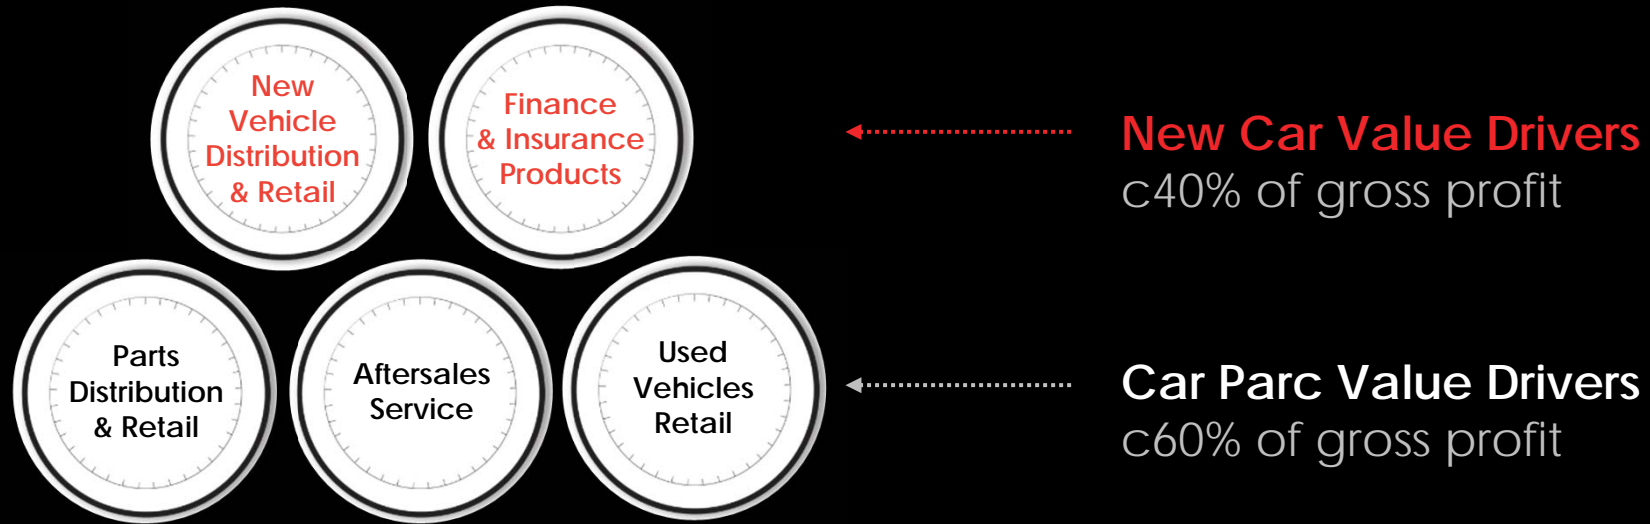 New
Vehicle
Distribution
& Retail
Finance
& Insurance
Products
New Car Value Drivers
c40% of gross profit
Parts
Distribution
& Retail
Aftersales
Service
Used
Vehicles
Retail
Car Parc Value Drivers
c60% of gross profit